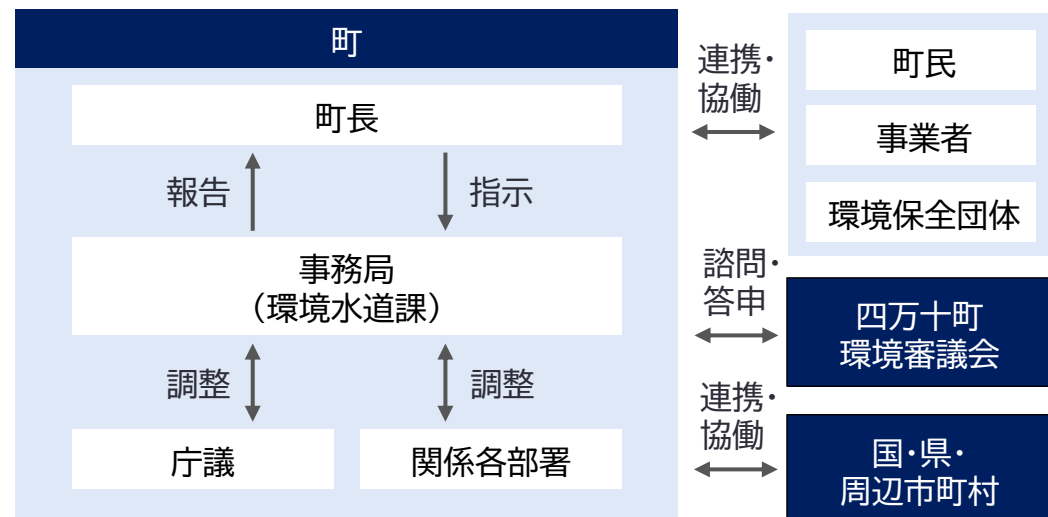 町
町長
報告
指示
事務局
（環境水道課）
調整
調整
庁議
関係各部署
連携・
協働
町民
事業者
環境保全団体
諮問・
答申
四万十町
環境審議会
連携・
協働
国・県・
周辺市町村